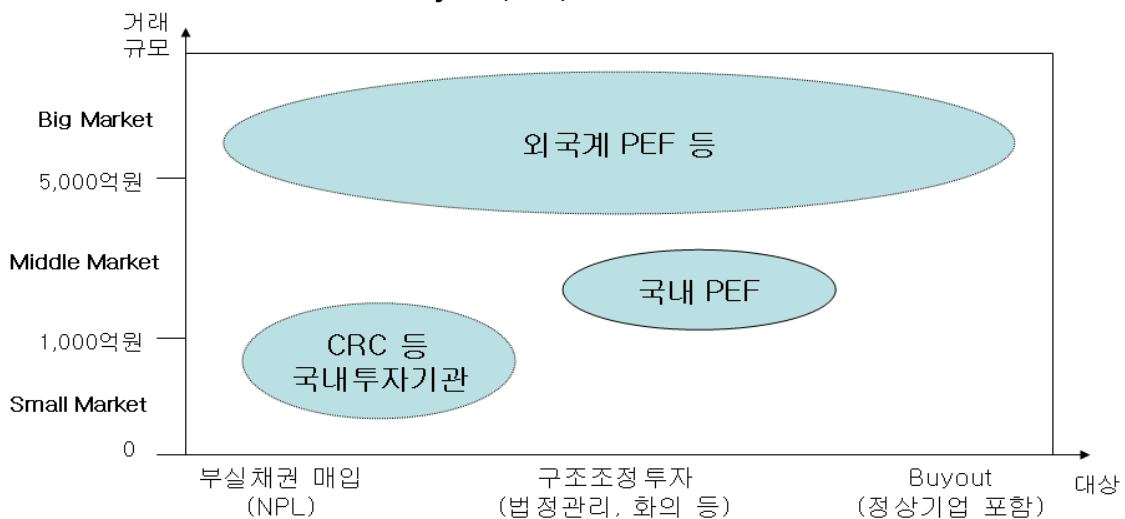 거래
규모
Big Market
외국계 PEF 등
5,000억원
Middle Market
국내 PEF
1,000억원
CRC 등
국내투자기관
Small Market
0
부실채권 매입
(NPL)
구조조정투자
(법정관리, 화의 등)
Buyout
(정상기업 포함)
대상